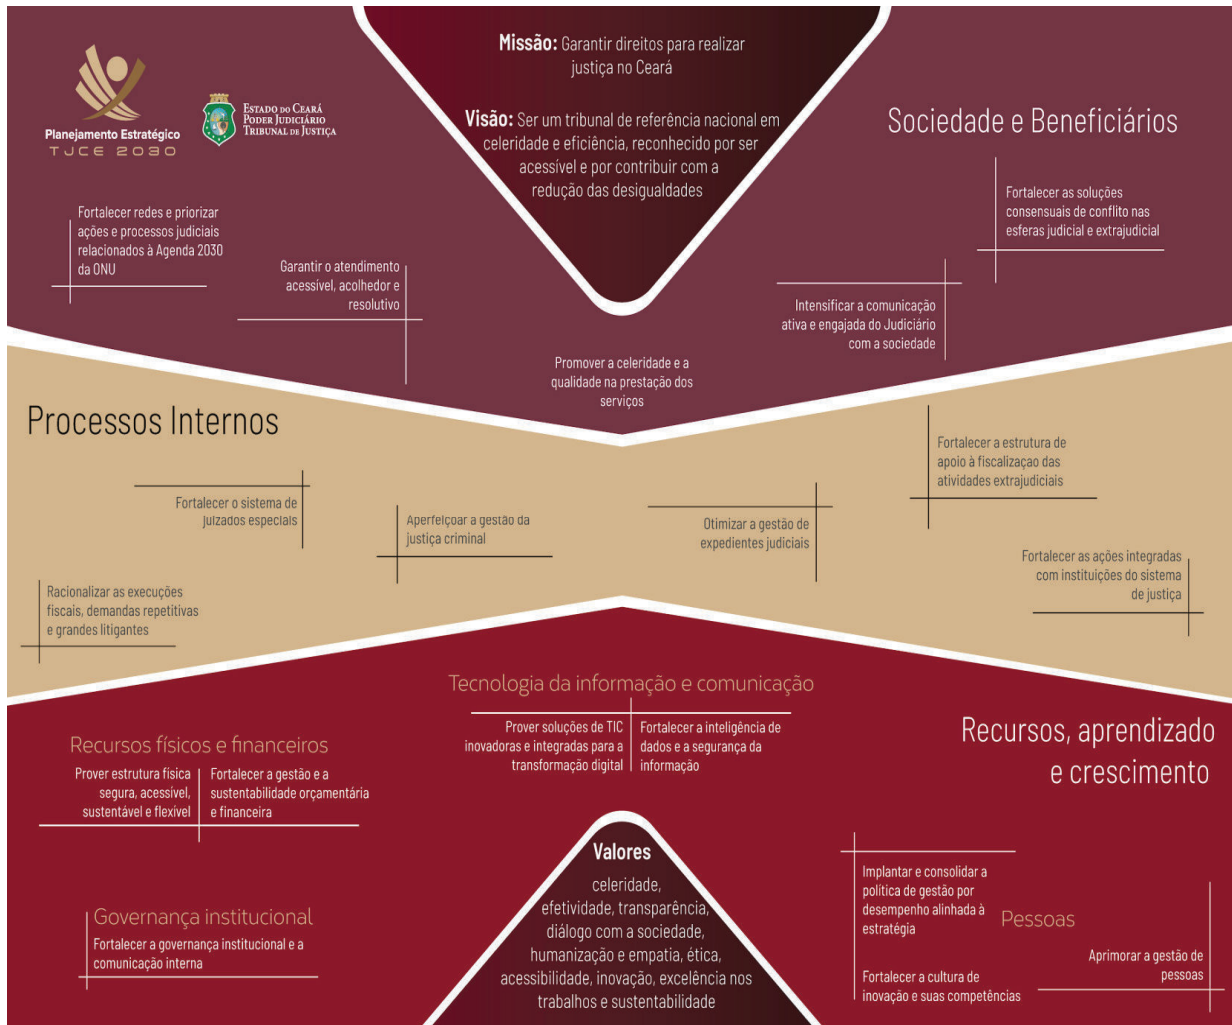 Missão: Garantir direitos para realizar
justiça no Ceará
Visão: Ser um tribunal de referência nacional em
celeridade e eficiência, reconhecido por ser
acessível e por contribuir com a
redução das desigualdades
Planejamento Estratégico
TJCE 2030
ESTADO DO CEARÁ
PODER JUDICIÁRIO
TRIBUNAL DE JUSTIÇA
Sociedade e Beneficiários
Fortalecer redes e priorizar
ações e processos judiciais
relacionados à Agenda 2030
da ONU
Garantir o atendimento
acessível, acolhedor e
resolutivo
Promover a celeridade e a
qualidade na prestação dos
serviços
Intensificar a comunicação
ativa e engajada do Judiciário
com a sociedade
Fortalecer as soluções
consensuais de conflito nas
esferas judicial e extrajudicial
Processos Internos
Racionalizar as execuções
fiscais, demandas repetitivas
e grandes litigantes
Fortalecer o sistema de
juizados especiais
Aperfeiçoar a gestão da
justiça criminal
Otimizar a gestão de
expedientes judiciais
Fortalecer a estrutura de
apoio à fiscalizaçao das
atividades extrajudiciais
Fortalecer as ações integradas
com instituições do sistema
de justiça
Recursos, aprendizado
e crescimento
Tecnologia da informação e comunicação
Prover soluções de TIC
inovadoras e integradas para a
transformação digital
Fortalecer a inteligência de
dados e a segurança da
informação
Recursos físicos e financeiros
Prover estrutura física
segura, acessível,
sustentável e flexível
Fortalecer a gestão e a
sustentabilidade orçamentária
e financeira
Governança institucional
Fortalecer a governança institucional e a
comunicação interna
Valores
celeridade,
efetividade, transparência,
diálogo com a sociedade,
humanização e empatia, ética,
acessibilidade, inovação, excelência nos
trabalhos e sustentabilidade
Pessoas
Implantar e consolidar a
política de gestão por
desempenho alinhada à
estratégia
Fortalecer a cultura de
inovação e suas competências
Aprimorar a gestão de
pessoas